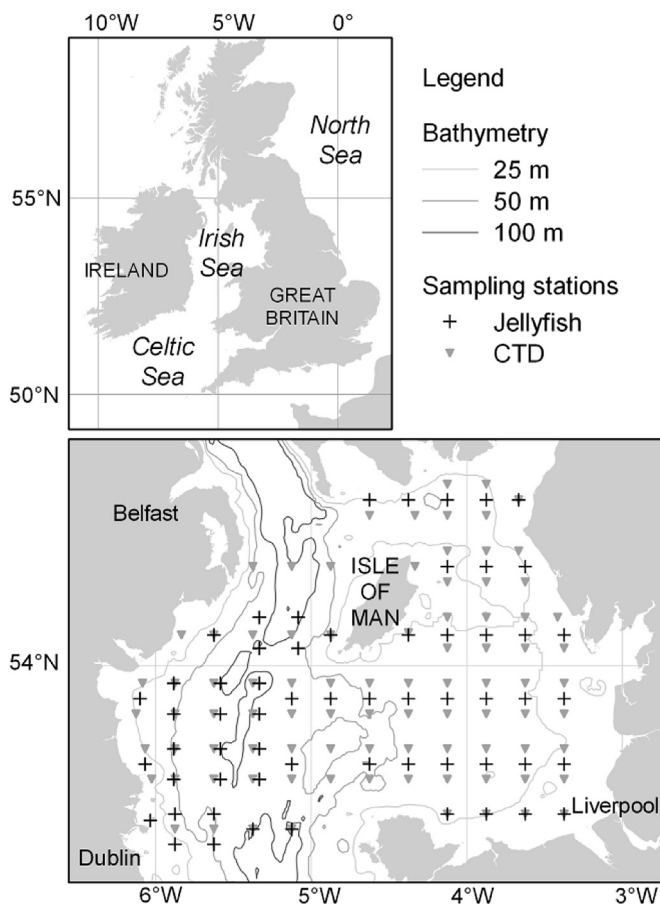 10°W 5°W 0°
Legend
North
Sea
Bathymetry
25 m
50 m
100 m
55°N
Irish
Sea
IRELAND
GREAT
BRITAIN
Sampling stations
Jellyfish
CTD
Celtic
Sea
50°N
Belfast
ISLE
OF
MAN
54°N
Liverpool
Dublin
6°W 5°W 4°W 3°W